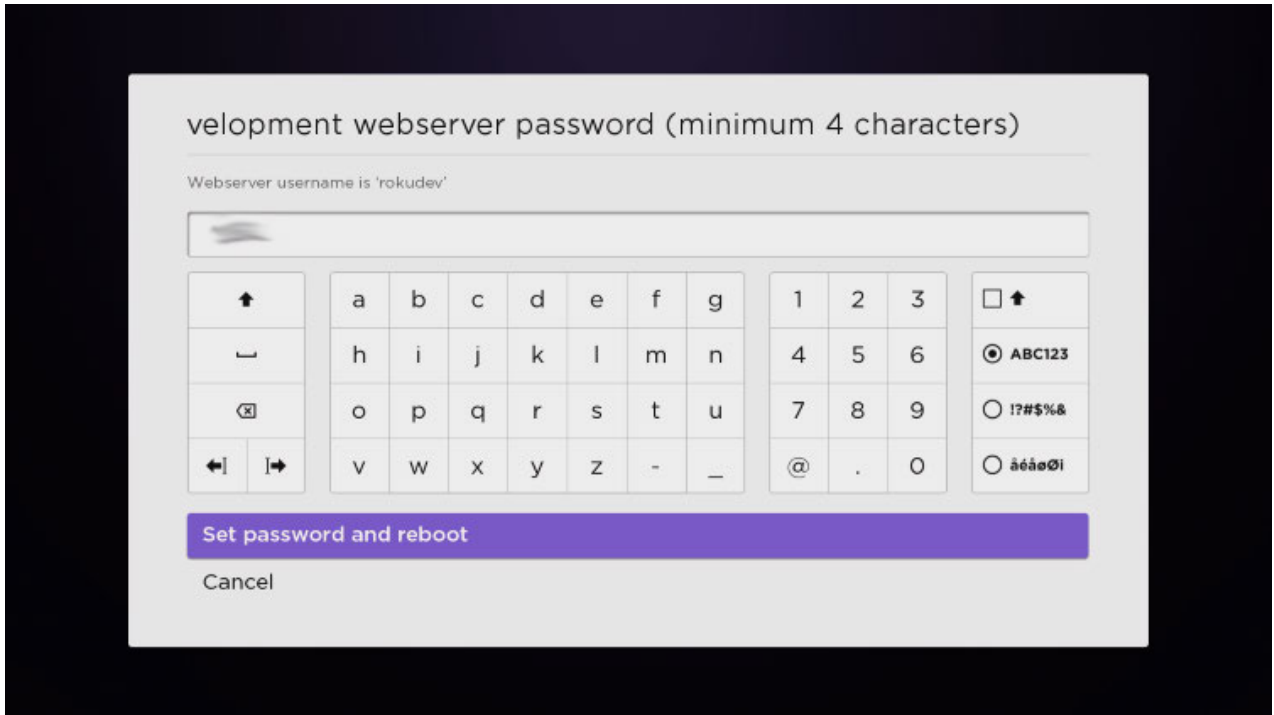 velopment webserver password (minimum 4 characters)
Webserver username is 'rokudev'
a b c d e f g 1 2 3
h i j k l m n 4 5 6 ABC123
o p q r s t u 7 8 9 !?#$%&
v w x y z - _ @ . 0 âéåøØi
Set password and reboot
Cancel